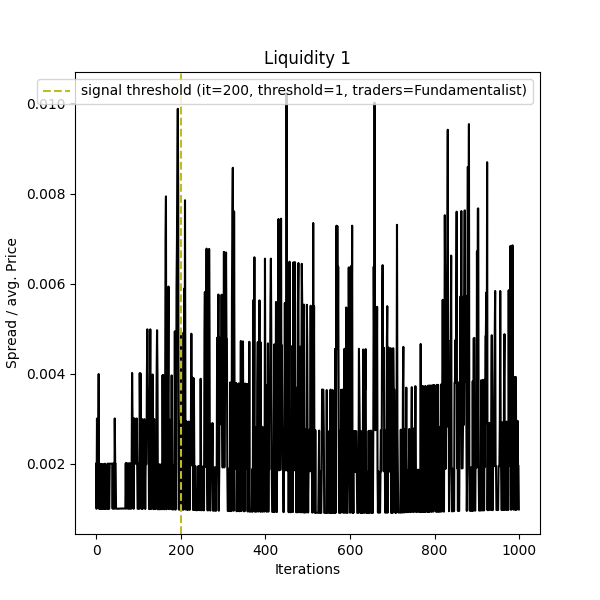 Liquidity 1
signal threshold (it=200, threshold=1, traders=Fundamentalist)
0.010
0.008
0.006
0.004
0.002
Spread / avg. Price
0 200 400 600 800 1000
Iterations